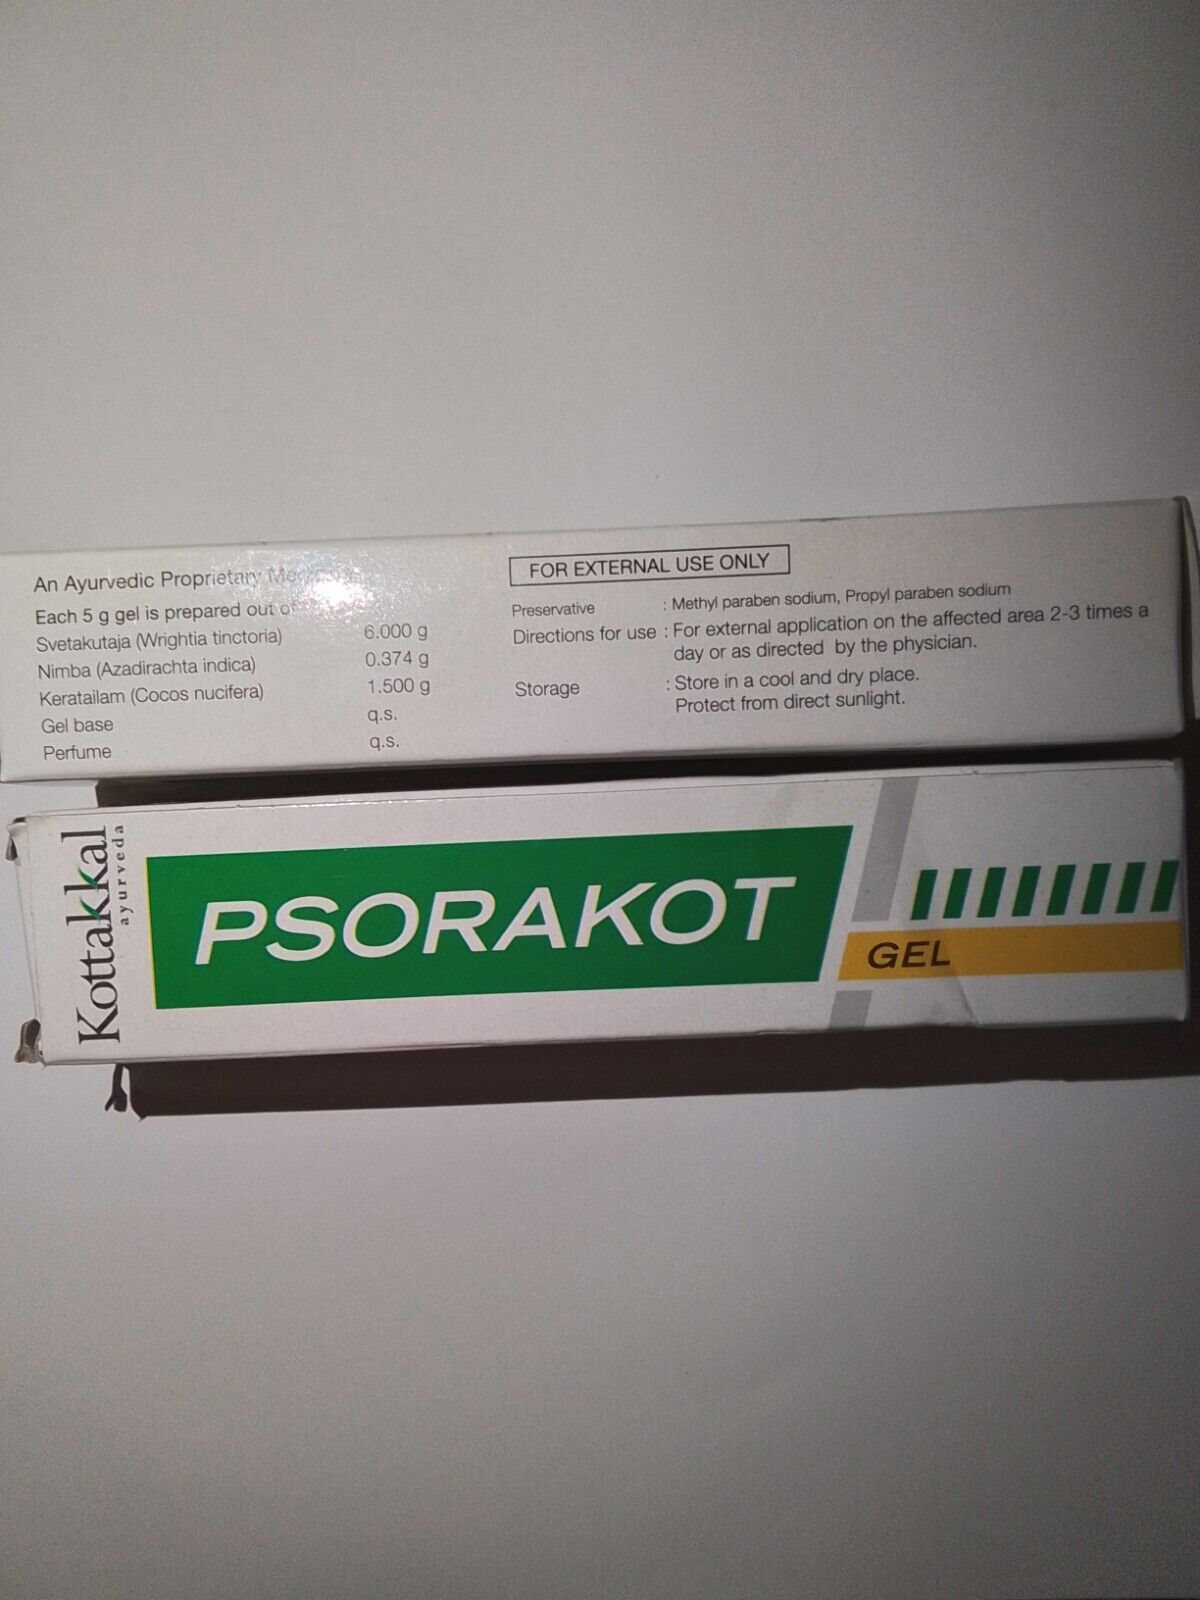 An Ayurvedic Proprietary
Each 5 g gel is prepared out of
Svetakutaja (Wrightia tinctoria) 6.000 g
Nimba (Azadirachta indica) 0.374 g
Keratailam (Cocos nucifera) 1.500 g
Gel base q.s.
Perfume q.s.
FOR EXTERNAL USE ONLY
Preservative : Methyl paraben sodium, Propyl paraben sodium
Directions for use : For external application on the affected area 2-3 times a
day or as directed by the physician.
Storage : Store in a cool and dry place.
Protect from direct sunlight.
Kottakkal
ayurveda
PSORAKOT
GEL